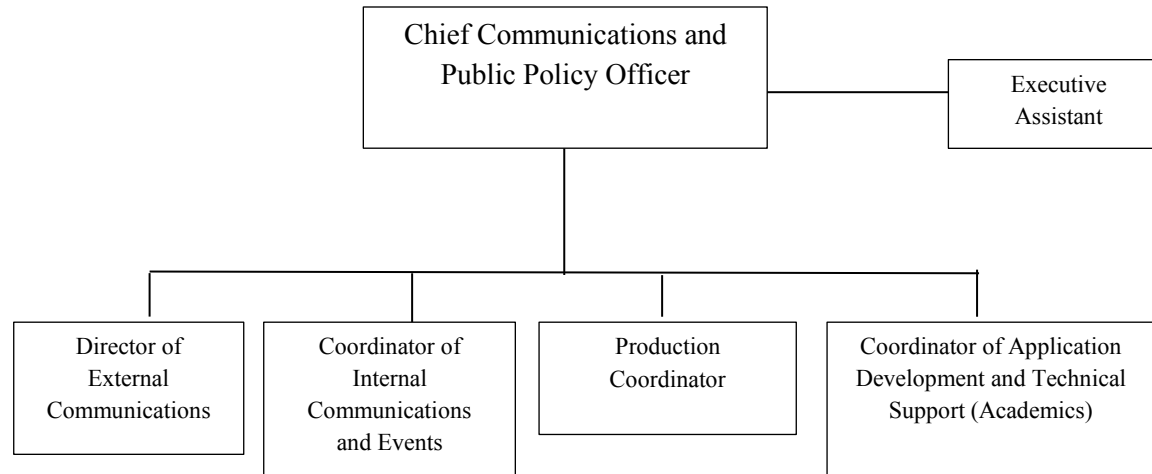 Chief Communications and
Public Policy Officer
Executive
Assistant
Director of
External
Communications
Coordinator of
Internal
Communications
and Events
Production
Coordinator
Coordinator of Application
Development and Technical
Support (Academics)